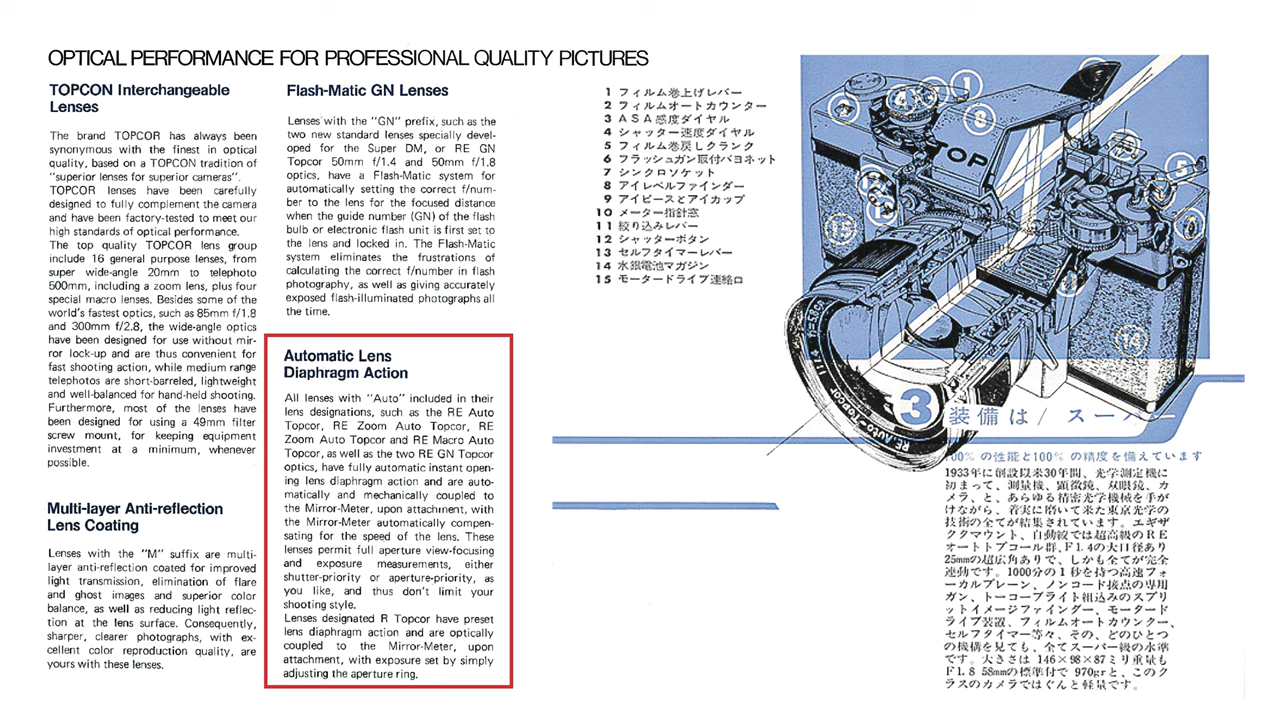 OPTICAL PERFORMANCE FOR PROFESSIONAL QUALITY PICTURES
TOPCON Interchangeable
Lenses
The brand TOPCOR has always been
synonymous with the finest in optical
quality, based on a TOPCON tradition of
"superior lenses for superior cameras".
TOPCOR lenses have been carefully
designed to fully complement the camera
and have been factory-tested to meet our
high standards of optical performance.
The top quality TOPCOR lens group
include 16 general purpose lenses, from
super wide-angle 20mm to telephoto
500mm, including a zoom lens, plus four
special macro lenses. Besides some of the
world's fastest optics, such as 85mm f/1.8
and 300mm f/2.8, the wide-angle optics
have been designed for use without mir-
ror lock-up and are thus convenient for
fast shooting action, while medium range
telephotos are short-barreled, lightweight
and well-balanced for hand-held shooting.
Furthermore, most of the lenses have
been designed for using a 49mm filter
screw mount, for keeping equipment
investment at a minimum, whenever
possible.
Multi-layer Anti-reflection
Lens Coating
Lenses with the "M" suffix are multi-
layer anti-reflection coated for improved
light transmission, elimination of flare
and ghost images and superior color
balance, as well as reducing light reflec-
tion at the lens surface. Consequently,
sharper, clearer photographs, with ex-
cellent color reproduction quality, are
yours with these lenses.
Flash-Matic GN Lenses
Lenses with the "GN" prefix, such as the
two new standard lenses specially devel-
oped for the Super DM, or RE GN
Topcor 50mm f/1.4 and 50mm f/1.8
optics, have a Flash-Matic system for
automatically setting the correct f/num-
ber to the lens for the focused distance
when the guide number (GN) of the flash
bulb or electronic flash unit is first set to
the lens and locked in. The Flash-Matic
system eliminates the frustrations of
calculating the correct f/number in flash
photography, as well as giving accurately
exposed flash-illuminated photographs all
the time.
Automatic Lens
Diaphragm Action
All lenses with "Auto" included in their
lens designations, such as the RE Auto
Topcor, RE Zoom Auto Topcor, RE
Zoom Auto Topcor and RE Macro Auto
Topcor, as well as the two RE GN Topcor
optics, have fully automatic instant open-
ing lens diaphragm action and are auto-
matically and mechanically coupled to
the Mirror-Meter, upon attachment, with
the Mirror-Meter automatically compen-
sating for the speed of the lens. These
lenses permit full aperture view-focusing
and exposure measurements, either
shutter-priority or aperture-priority, as
you like, and thus don't limit your
shooting style.
Lenses designated R Topcor have preset
lens diaphragm action and are optically
coupled to the Mirror-Meter, upon
attachment, with exposure set by simply
adjusting the aperture ring.
1 フィルム巻上げレバー
2 フィルムオートカウンター
3 ASA感度ダイヤル
4 シャッター速度ダイヤル
5 フィルム巻戻しクランク
6 フラッシュガン取付バヨネット
7 シンクロソケット
8 アイレベルファインダー
9 アイピースとアイカップ
10 メーター指針窓
11 絞り込みレバー
12 シャッターボタン
13 セルフタイマーレバー
14 水銀電池マガジン
15 モータードライブ連結口
1
2
4
8
TOP
5
15
14
RE Auto-Topcor 1:1.4 f=5.8cm
3 装備は/ スーパー
100% の性能と100% の精度を備えています
1933年に創設以来30年間、光学測定機に
初まって、測量機、顕微鏡、双眼鏡、カ
メラ、と、あらゆる精密光学機械を手が
けながら、着実に磨いて来た東京光学の
技術の全てが結集されています。エギザ
クタマウント、自動絞では超高級のRE
オートトプコール群、F1.4の大口径あり
25mmの超広角ありで、しかも全てが完全
連動です。1000分の1秒を持つ高速フォ
ーカルプレーン、ノンコード接点の専用
ガン、トーコーブライト組込みのスプリ
ットイメージファインダー、モータード
ライブ装置、フィルムオートカウンター、
セルフタイマー等々、その、どのひとつ
の機構を見ても、全てスーパー級の水準
です。大きさは 146×98×87ミリ重量も
F1.8 58mmの標準付で 970grと、このク
ラスのカメラではぐんと軽量です。